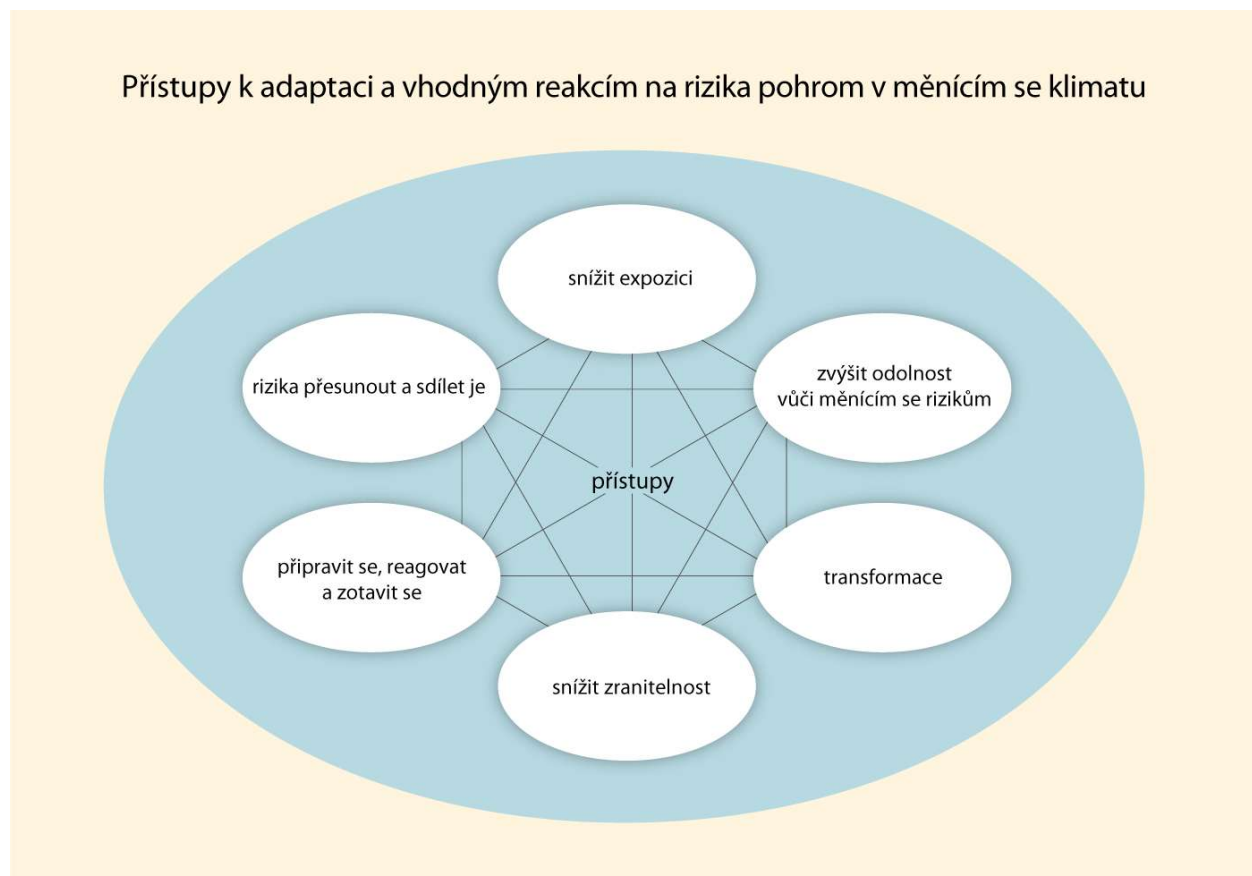 Přístupy k adaptaci a vhodným reakcím na rizika pohrom v měnícím se klimatu
snížit expozici
rizika přesunout a sdílet je
zvýšit odolnost
vůči měnícím se rizikům
přístupy
připravit se, reagovat
a zotavit se
transformace
snížit zranitelnost